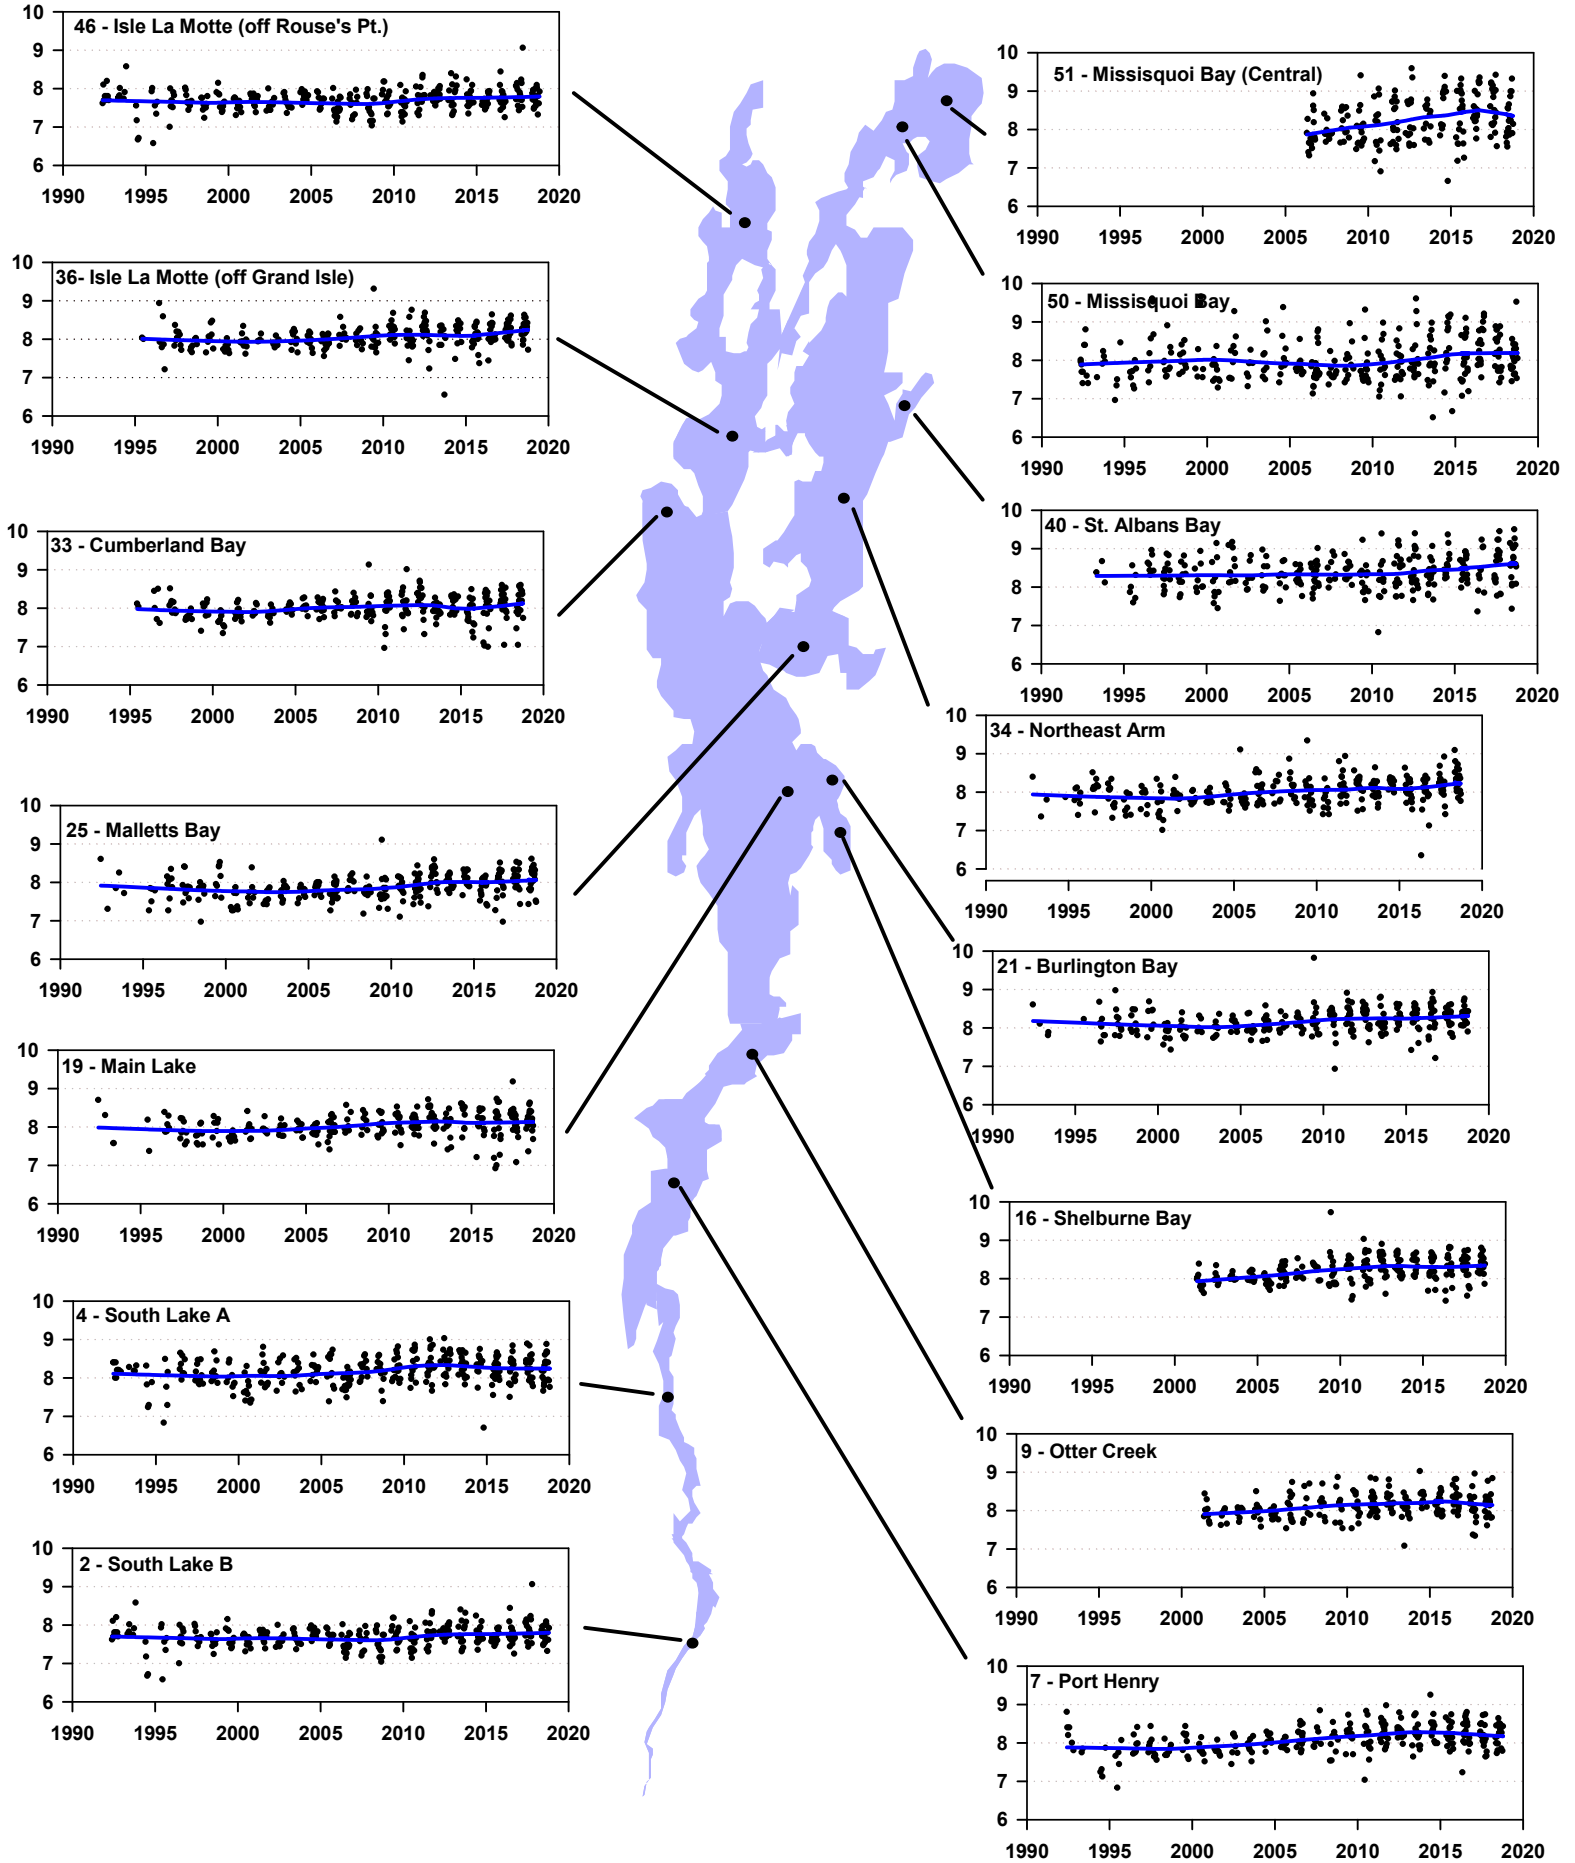 46 - Isle La Motte (off Rouse's Pt.)
10
9
8
7
6
1990 1995 2000 2005 2010 2015 2020
36- Isle La Motte (off Grand Isle)
10
9
8
7
6
1990 1995 2000 2005 2010 2015 2020
33 - Cumberland Bay
10
9
8
7
6
1990 1995 2000 2005 2010 2015 2020
25 - Malletts Bay
10
9
8
7
6
1990 1995 2000 2005 2010 2015 2020
19 - Main Lake
10
9
8
7
6
1990 1995 2000 2005 2010 2015 2020
4 - South Lake A
10
9
8
7
6
1990 1995 2000 2005 2010 2015 2020
2 - South Lake B
10
9
8
7
6
1990 1995 2000 2005 2010 2015 2020
51 - Missisquoi Bay (Central)
10
9
8
7
6
1990 1995 2000 2005 2010 2015 2020
50 - Missisquoi Bay
10
9
8
7
6
1990 1995 2000 2005 2010 2015 2020
40 - St. Albans Bay
10
9
8
7
6
1990 1995 2000 2005 2010 2015 2020
34 - Northeast Arm
10
9
8
7
6
1990 1995 2000 2005 2010 2015 2020
21 - Burlington Bay
10
9
8
7
6
1990 1995 2000 2005 2010 2015 2020
16 - Shelburne Bay
10
9
8
7
6
1990 1995 2000 2005 2010 2015 2020
9 - Otter Creek
10
9
8
7
6
1990 1995 2000 2005 2010 2015 2020
7 - Port Henry
10
9
8
7
6
1990 1995 2000 2005 2010 2015 2020